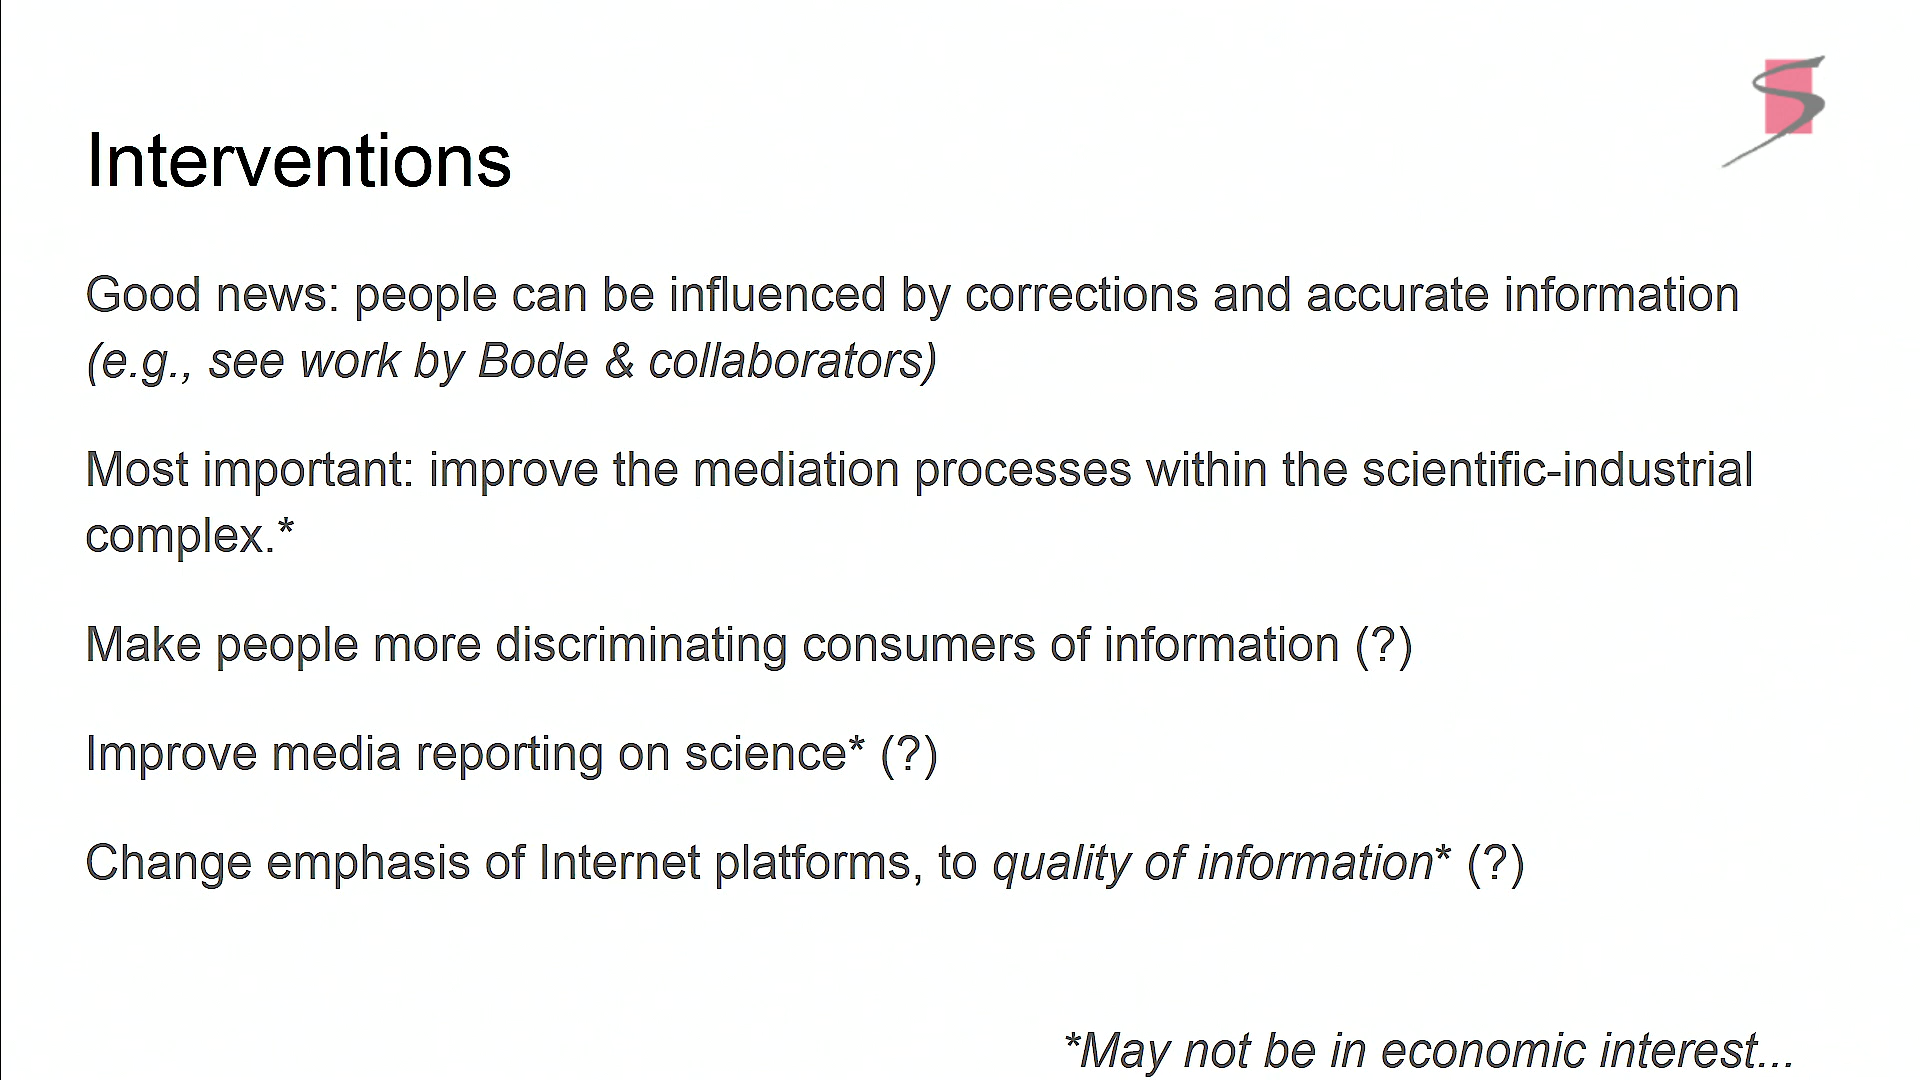 Interventions
Good news: people can be influenced by corrections and accurate information
(e.g., see work by Bode & collaborators)
Most important: improve the mediation processes within the scientific-industrial
complex.*
Make people more discriminating consumers of information (?)
Improve media reporting on science* (?)
Change emphasis of Internet platforms, to quality of information* (?)
*May not be in economic interest...